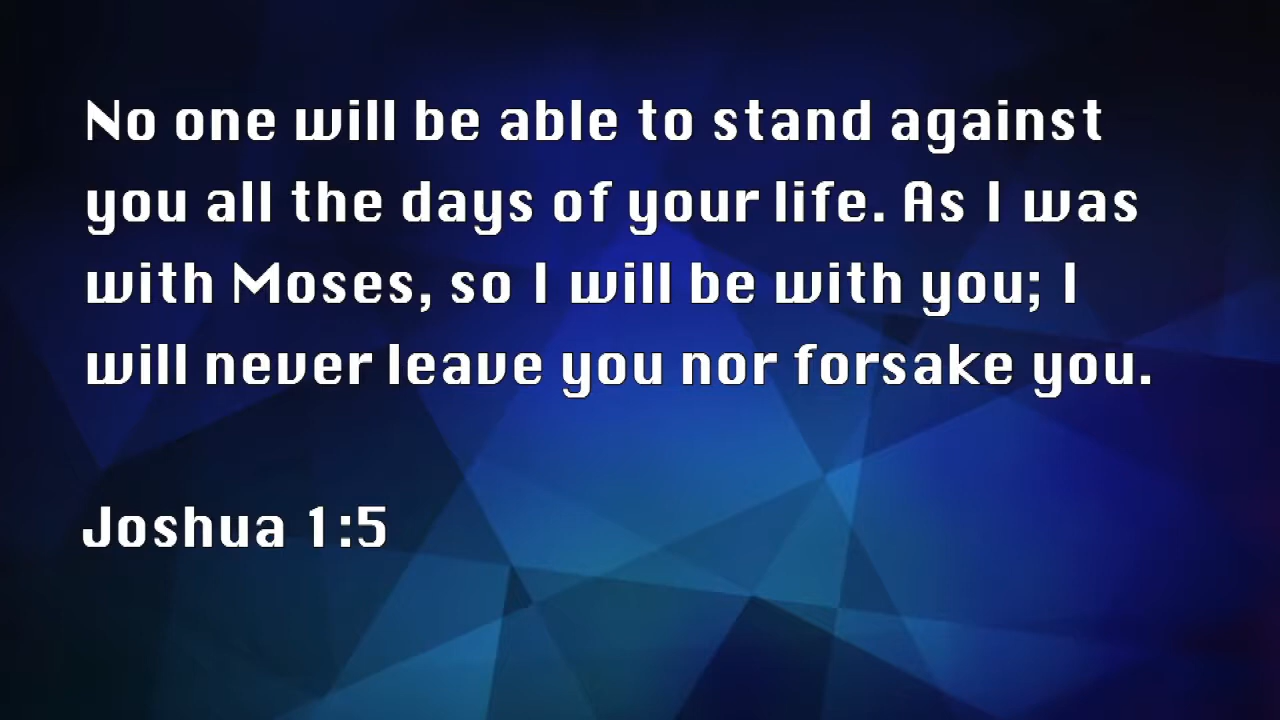 No one will be able to stand against
you all the days of your life. As I was
with Moses, so I will be with you; I
will never leave you nor forsake you.
Joshua 1:5